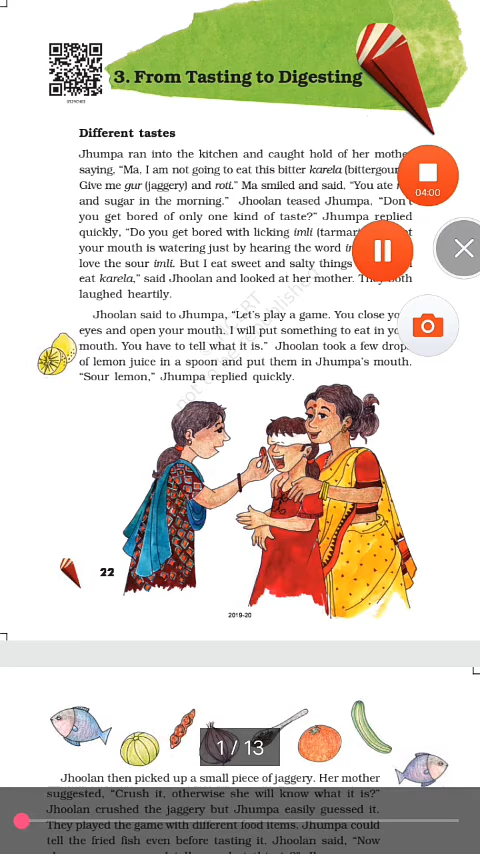 3. From Tasting to Digesting
Different tastes
Jhumpa ran into the kitchen and caught hold of her mother
saying, “Ma, I am not going to eat this bitter karela (bittergour
Give me gur (jaggery) and roti.” Ma smiled and said, “You ate
and sugar in the morning.” Jhoolan teased Jhumpa, “Don’t
you get bored of only one kind of taste?” Jhumpa replied
quickly, “Do you get bored with licking imli (tamari
your mouth is watering just by hearing the word
love the sour imli. But I eat sweet and salty things
eat karela,” said Jhoolan and looked at her mother. They both
laughed heartily.
Jhoolan said to Jhumpa, “Let’s play a game. You close your
eyes and open your mouth. I will put something to eat in your
mouth. You have to tell what it is.” Jhoolan took a few drops
of lemon juice in a spoon and put them in Jhumpa’s mouth.
“Sour lemon,” Jhumpa replied quickly.
04:00
22
2019-20
1 / 13
Jhoolan then picked up a small piece of jaggery. Her mother
suggested, “Crush it, otherwise she will know what it is?”
Jhoolan crushed the jaggery but Jhumpa easily guessed it.
They played the game with different food items. Jhumpa could
tell the fried fish even before tasting it. Jhoolan said, “Now